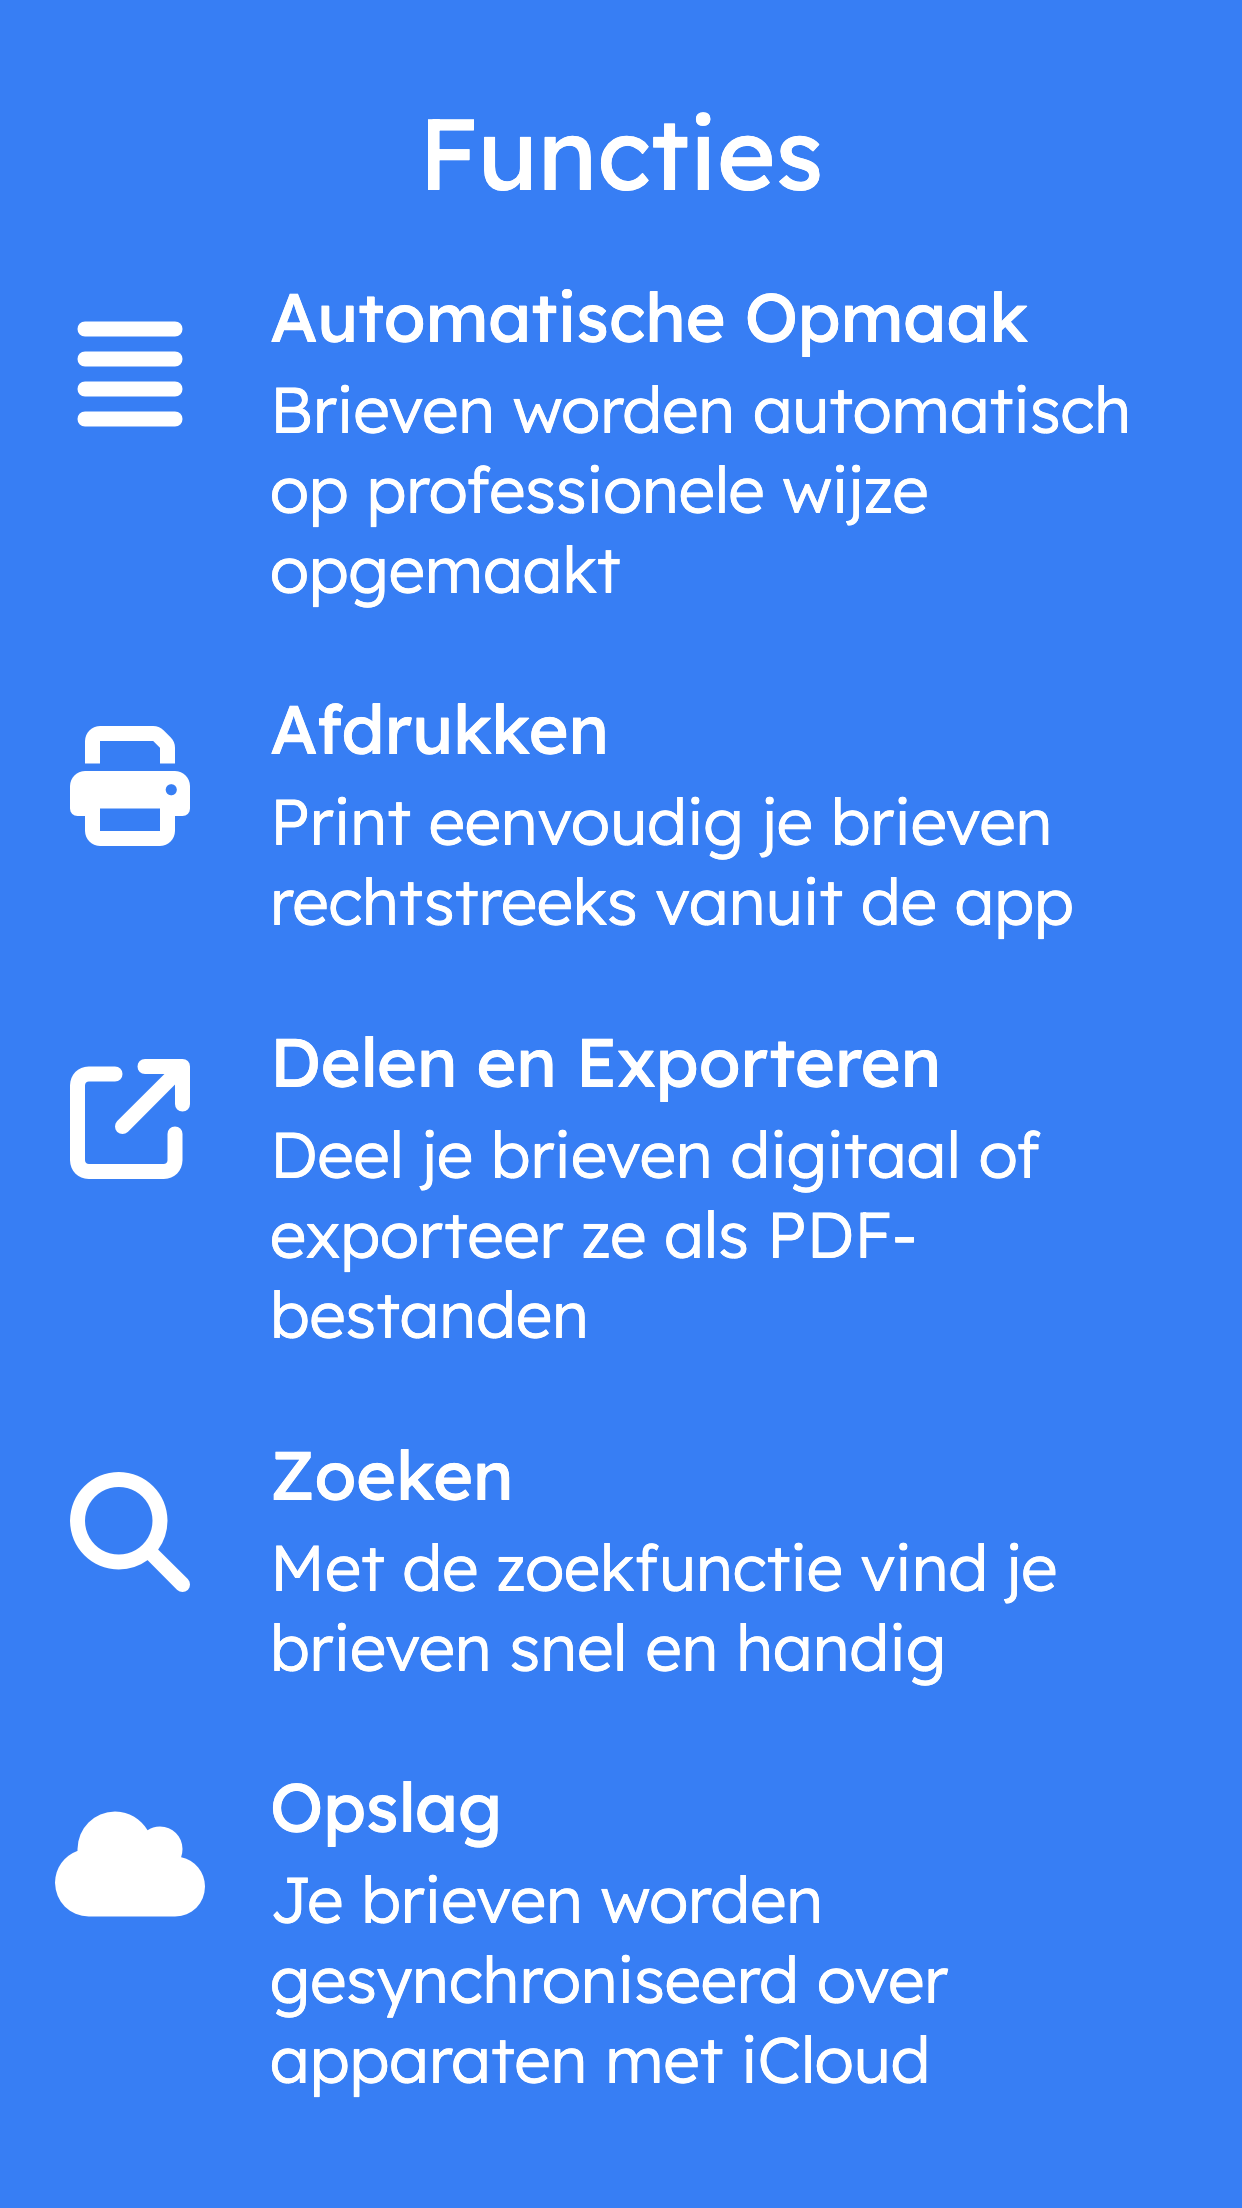 Functies
Automatische Opmaak
Brieven worden automatisch
op professionele wijze
opgemaakt
Afdrukken
Print eenvoudig je brieven
rechtstreeks vanuit de app
Delen en Exporteren
Deel je brieven digitaal of
exporteer ze als PDF-
bestanden
Zoeken
Met de zoekfunctie vind je
brieven snel en handig
Opslag
Je brieven worden
gesynchroniseerd over
apparaten met iCloud